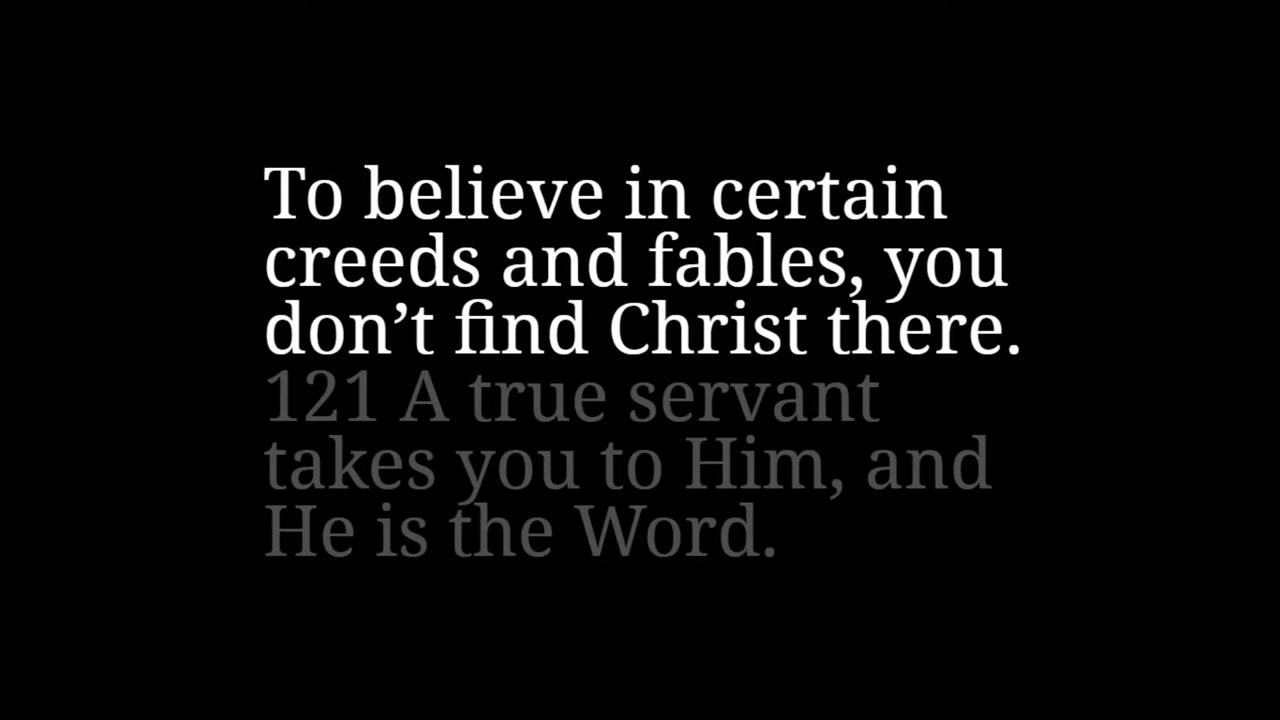 To believe in certain
creeds and fables, you
don’t find Christ there.
121 A true servant
takes you to Him, and
He is the Word.